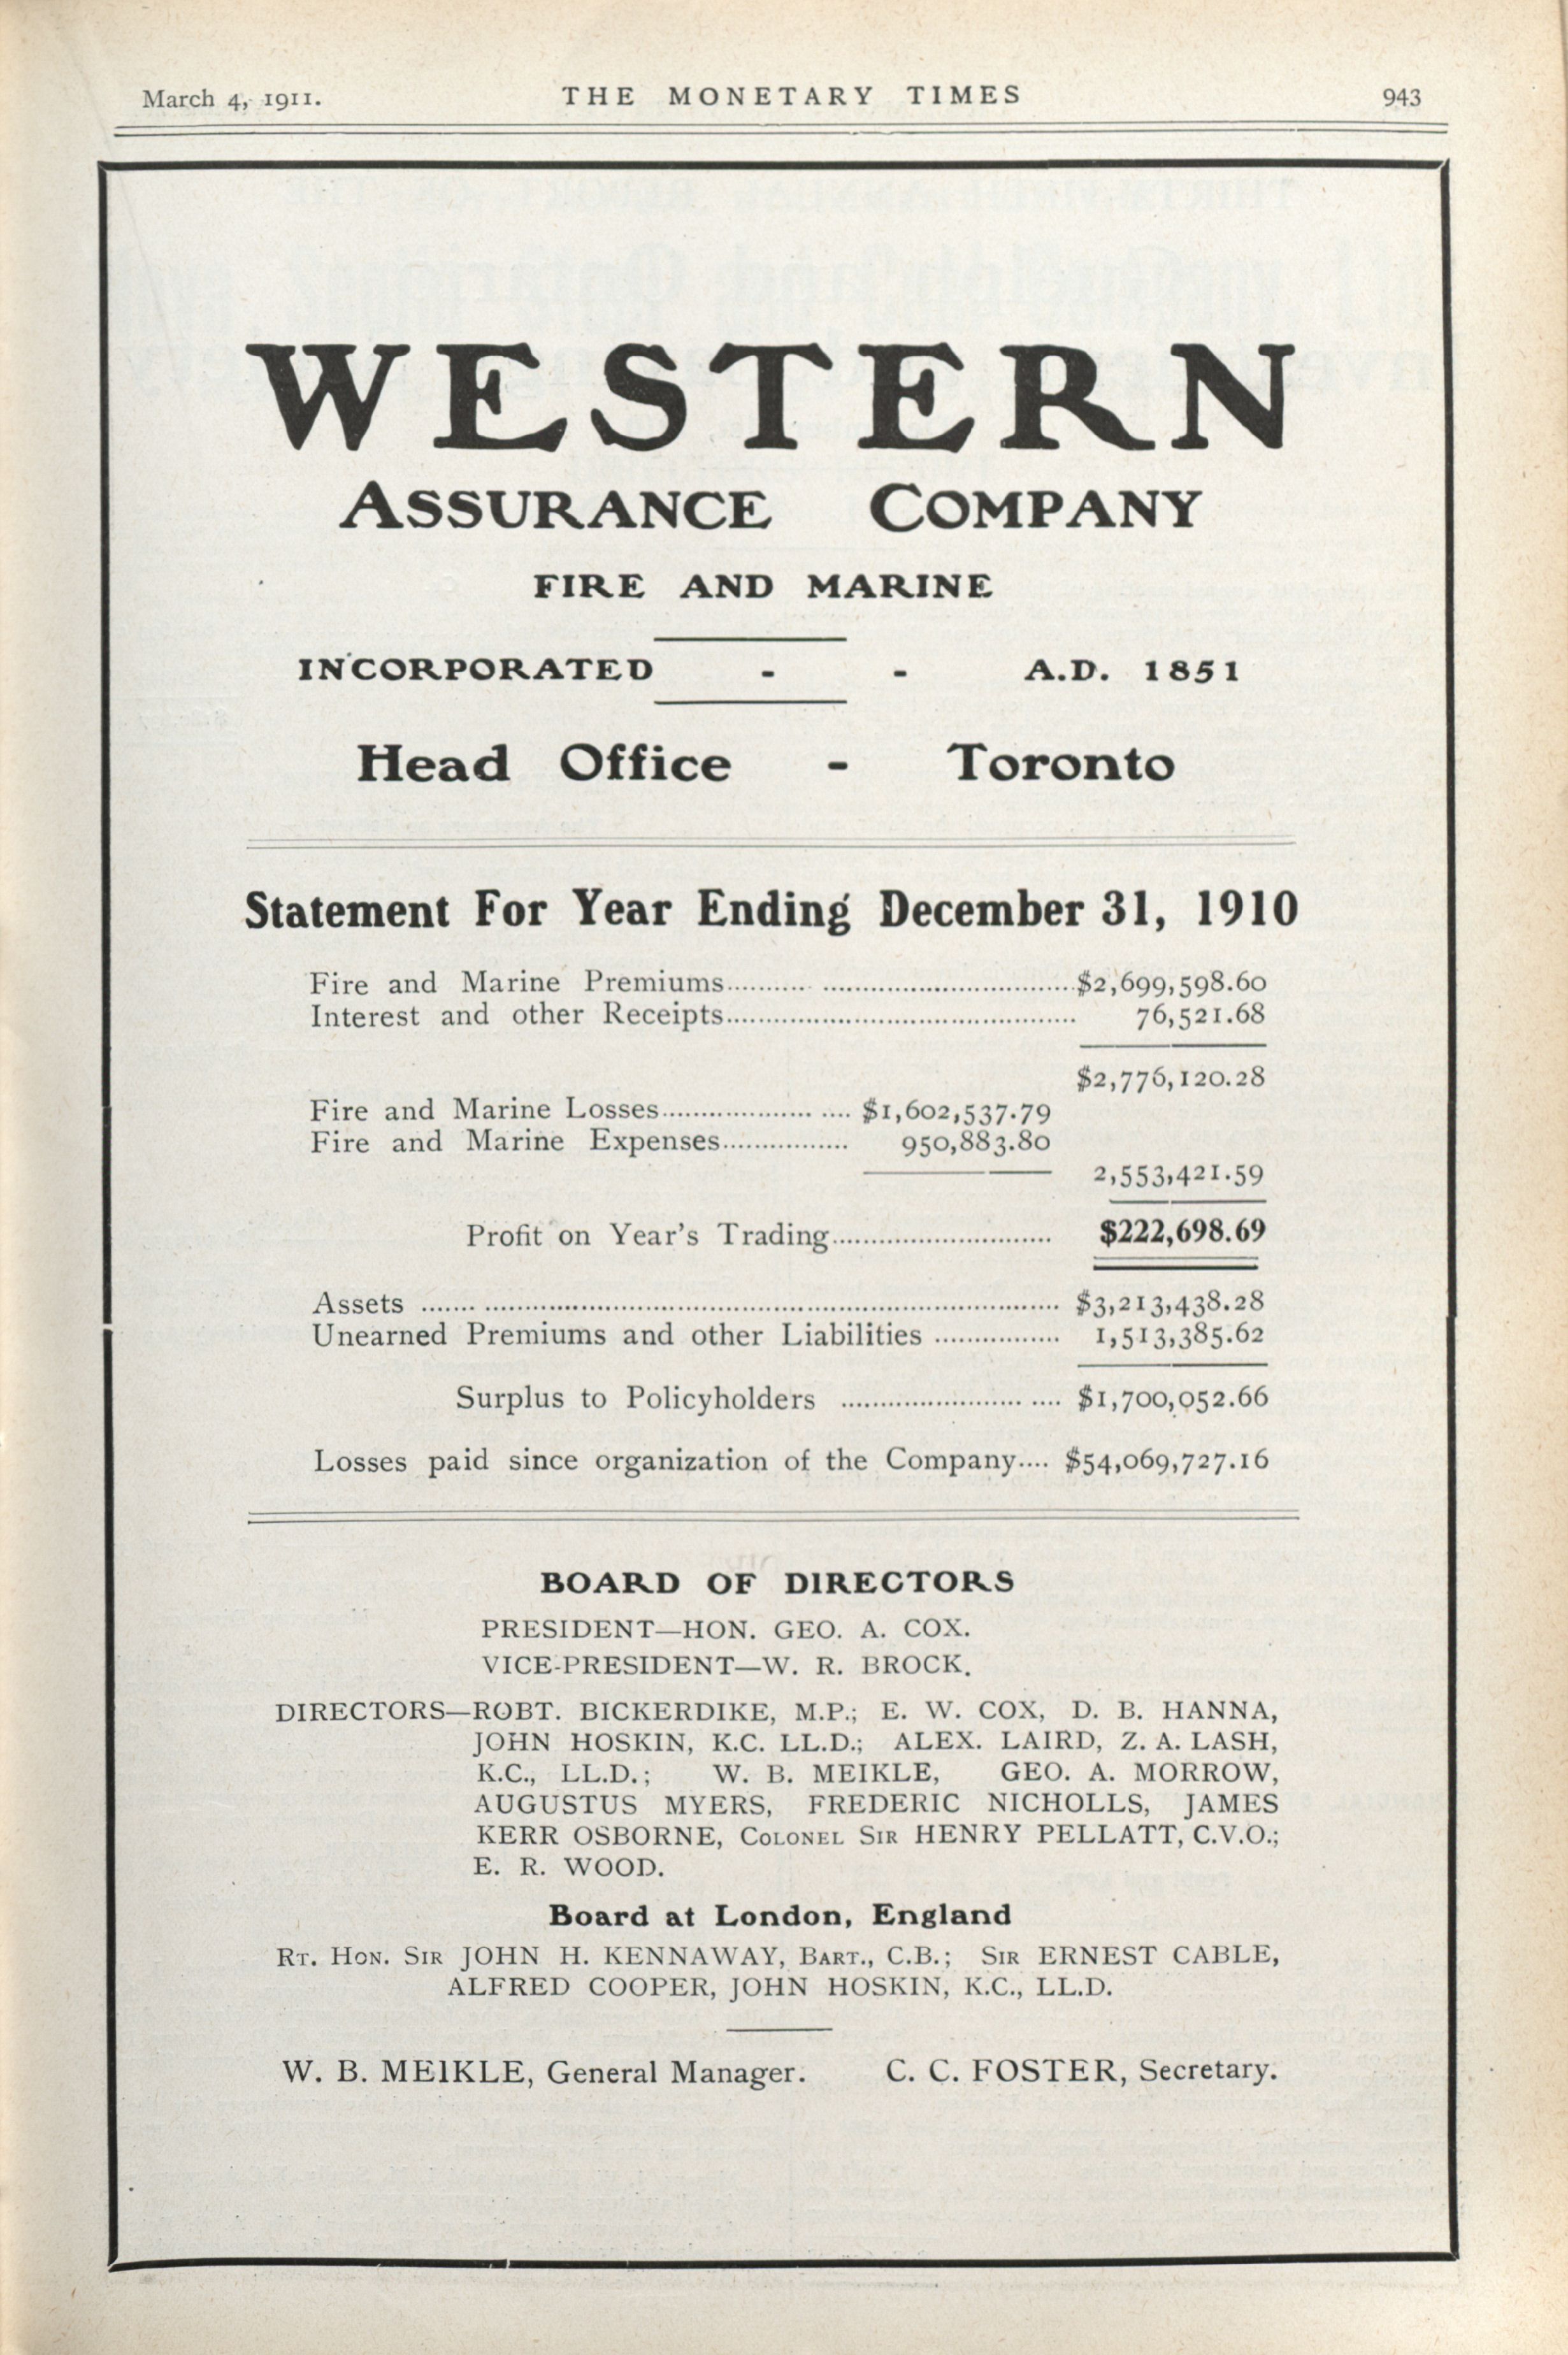 March 4, 1911.
THE MONETARY TIMES
943
WESTERN
ASSURANCE COMPANY
FIRE AND MARINE
INCORPORATED - - A.D. 1851
Head Office - Toronto
Statement For Year Ending December 31, 1910
Fire and Marine Premiums.......... ................................. $2,699,598.60
Interest and other Receipts............................................. 76,521.68
$2,776,120.28
Fire and Marine Losses................... .... $1,602,537.79
Fire and Marine Expenses................ 950,883.80
2,553,421.59
Profit on Year's Trading............................ $222,698.69
Assets ....... .......................................................................... $3,213,438.28
Unearned Premiums and other Liabilities ................ 1,513,385.62
Surplus to Policyholders ....................... .... $1,700,052.66
Losses paid since organization of the Company.... $54,069,727.16
BOARD OF DIRECTORS
PRESIDENT—HON. GEO. A. COX.
VICE-PRESIDENT—W. R. BROCK.
DIRECTORS—ROBT. BICKERDIKE, M.P.; E. W. COX, D. B. HANNA,
JOHN HOSKIN, K.C. LL.D.; ALEX. LAIRD, Z. A. LASH,
K.C., LL.D.; W. B. MEIKLE, GEO. A. MORROW,
AUGUSTUS MYERS, FREDERIC NICHOLLS, JAMES
KERR OSBORNE, COLONEL SIR HENRY PELLATT, C.V.O.;
E. R. WOOD.
Board at London, England
RT. HON. SIR JOHN H. KENNAWAY, BART., C.B.; SIR ERNEST CABLE,
ALFRED COOPER, JOHN HOSKIN, K.C., LL.D.
W. B. MEIKLE, General Manager. C. C. FOSTER, Secretary.